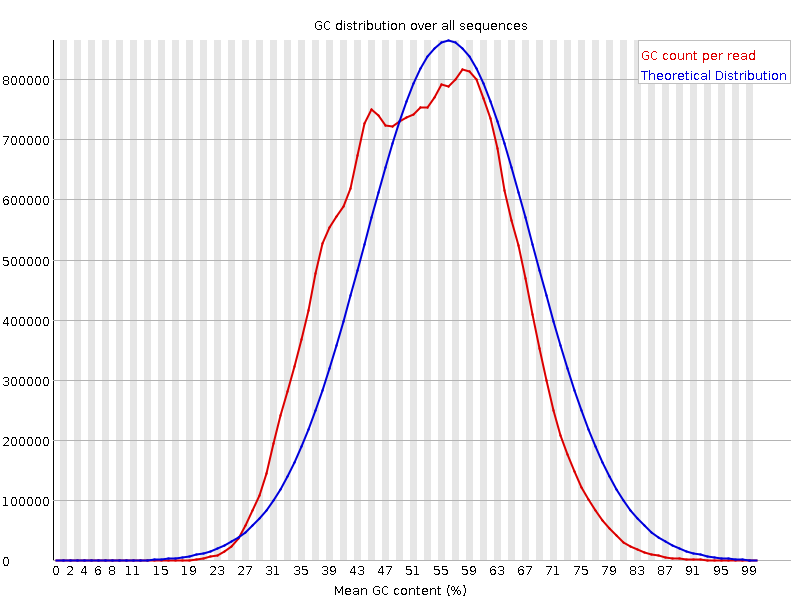 GC distribution over all sequences
GC count per read
Theoretical Distribution
800000
700000
600000
500000
400000
300000
200000
100000
0
0 2 4 6 8 11 15 19 23 27 31 35 39 43 47 51 55 59 63 67 71 75 79 83 87 91 95 99
Mean GC content (%)